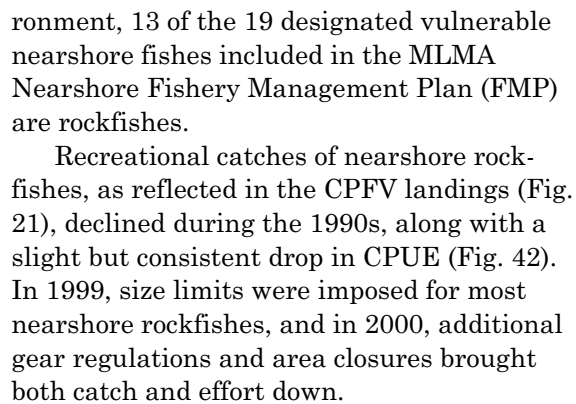 ronment, 13 of the 19 designated vulnerable
nearshore fishes included in the MLMA
Nearshore Fishery Management Plan (FMP)
are rockfishes.
Recreational catches of nearshore rock-
fishes, as reflected in the CPFV landings (Fig.
21), declined during the 1990s, along with a
slight but consistent drop in CPUE (Fig. 42).
In 1999, size limits were imposed for most
nearshore rockfishes, and in 2000, additional
gear regulations and area closures brought
both catch and effort down.